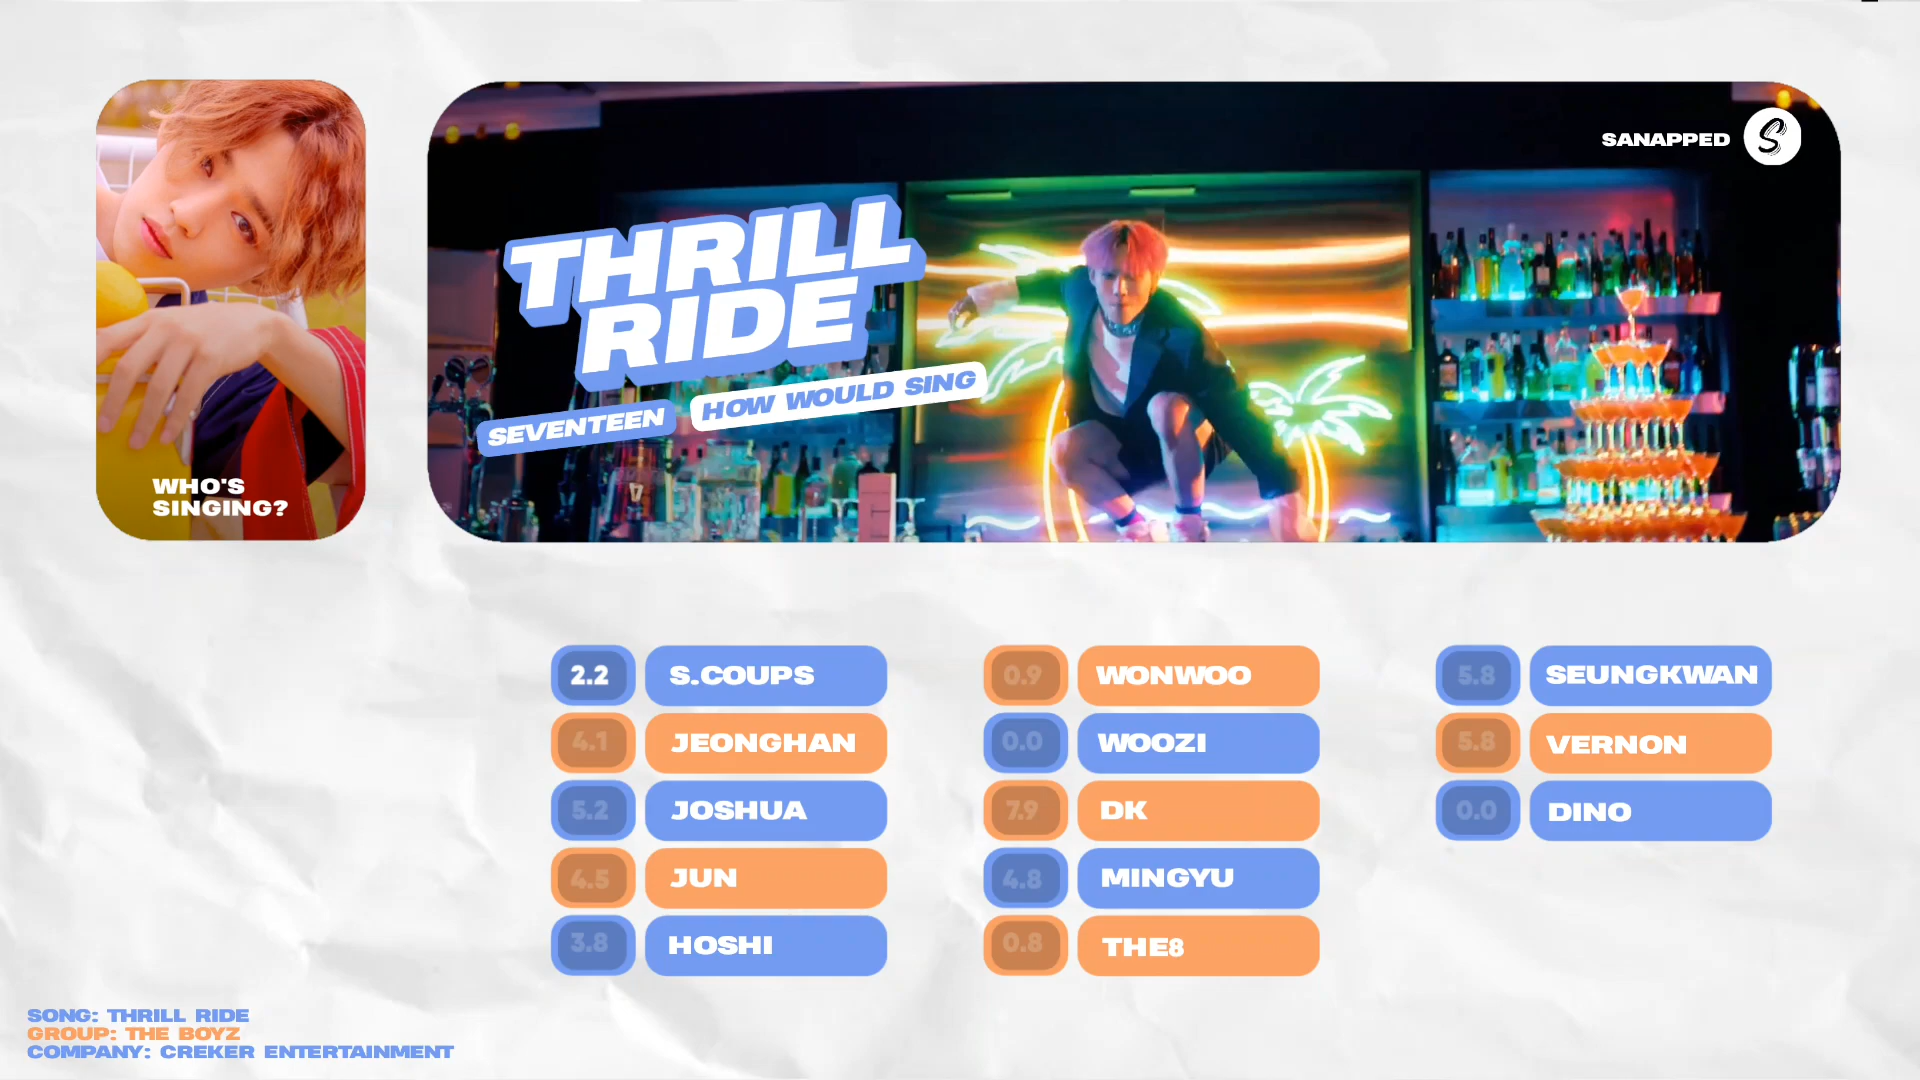 SANAPPED
S
THRILL
RIDE
SEVENTEEN HOW WOULD SING
WHO'S
SINGING?
2.2 S.COUPS
4.1 JEONGHAN
5.2 JOSHUA
4.5 JUN
3.8 HOSHI
0.9 WONWOO
0.0 WOOZI
7.9 DK
4.8 MINGYU
0.8 THE8
5.8 SEUNGKWAN
5.8 VERNON
0.0 DINO
SONG: THRILL RIDE
GROUP: THE BOYZ
COMPANY: CREKER ENTERTAINMENT